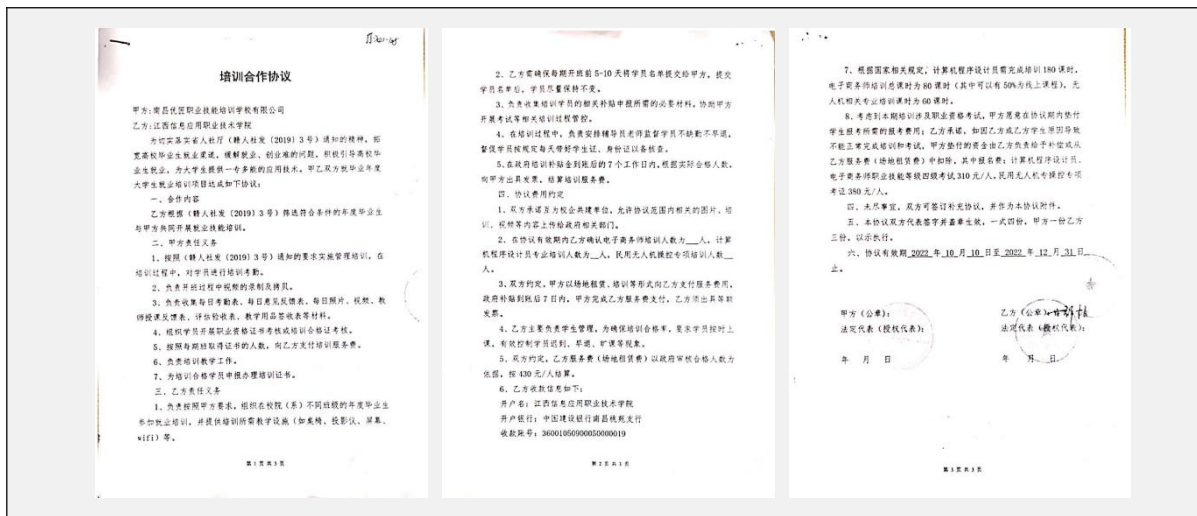 培训合作协议
甲方:南昌优匠职业技能培训学校有限公司
乙方:江西信息应用职业技术学院
为切实落实省人社厅(赣人社发〔2019〕3号)通知的精神,拓
宽高校毕业生就业渠道,缓解就业、创业难的问题,积极引导高校毕
业生就业,为大学生提供一专多能的应用技术,甲乙双方就毕业年度
大学生就业培训项目达成如下协议:
一、合作内容
乙方根据(赣人社发〔2019〕3号)筛选符合条件的年度毕业生
与甲方共同开展就业技能培训。
二、甲方责任义务
1、按照(赣人社发〔2019〕3号)通知的要求实施管理培训,在
培训过程中,对学员进行培训考勤。
2、负责开班过程中视频的录制及拷贝。
3、负责收集每日考勤表、每日意见反馈表、每日照片、视频、教
师授课反馈表、评估验收表、教学用品签收表等材料。
4、组织学员开展职业资格证书考核或培训合格证考核。
5、按照每期班取得证书的人数,向乙方支付培训服务费。
6、负责培训教学工作。
7、为培训合格学员申报办理培训证书。
三、乙方责任义务
1、负责按照甲方要求,组织在校院(系)不同班级的年度毕业生
参加就业培训,并提供培训所需教学设施(如桌椅、投影仪、屏幕、
wifi)等。
第1页共3页
2、乙方需确保每期开班前5-10天将学员名单提交给甲方,提交
学员名单后,学员尽量保持不变。
3、负责收集培训学员的相关补贴申报所需的必要材料,协助甲方
开展考试等相关培训过程管控。
4、在培训过程中,负责安排辅导员老师监督学员不缺勤不早退,
督促学员按规定每天带好学生证、身份证以备核查。
5、在政府培训补贴金到账后的7个工作日内,根据实际合格人数,
向甲方出具发票,结算培训服务费。
四、协议费用约定
1、双方承诺互为校企共建单位,允许协议范围内相关的图片、培
训、视频等内容上传给政府相关部门。
2、在协议有效期内乙方确认电子商务师培训人数为___人,计算
机程序设计员专业培训人数为__人,民用无人机操控专项培训人数__
人。
3、双方约定,甲方以场地租赁、培训等形式向乙方支付服务费用,
政府补贴到账后7日内,甲方完成乙方服务费支付,乙方须出具等额
发票。
4、乙方主要负责学生管理,为确保培训合格率,要求学员按时上
课,有效控制学员迟到、早退、旷课等现象。
5、双方约定,乙方服务费(场地租赁费)以政府审核合格人数为
依据,按430元/人结算。
6、乙方收款信息如下:
开户名:江西信息应用职业技术学院
开户银行:中国建设银行南昌桃苑支行
收款账号:36001050900050000019
第2页共3页
7、根据国家相关规定,计算机程序设计员需完成培训180课时,
电子商务师培训总课时为80课时(其中可以有50%为线上课程),无
人机相关专业培训课时为60课时。
8、考虑到本期培训涉及职业资格考试,甲方愿意在协议期内垫付
学生报考所需的报考费用;乙方承诺,如因乙方或乙方学生原因导致
不能正常完成培训和考试,甲方垫付的资金由乙方负责给予补偿或从
乙方服务费(场地租赁费)中扣除。其中报名费:计算机程序设计员、
电子商务师职业技能等级四级考试310元/人,民用无人机专操控专项
考证380元/人。
四、未尽事宜,双方可签订补充协议,并作为本协议附件。
五、本协议双方代表签字并盖章生效,一式四份,甲方一份乙方
三份,以示执行。
六、协议有效期 2022年10月10日至2022年12月31日
止。
甲方(公章): 乙方(公章):
法定代表(授权代表): 法定代表(授权代表):
年 月 日 年 月 日
第3页共3页